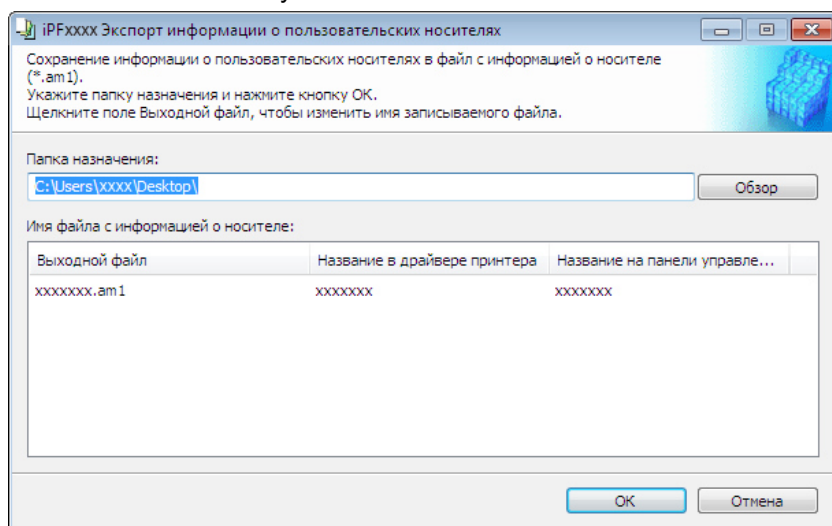 iPFxxxx Экспорт информации о пользовательских носителях
Сохранение информации о пользовательских носителях в файл с информацией о носителе
(*.am1).
Укажите папку назначения и нажмите кнопку OK.
Щелкните поле Выходной файл, чтобы изменить имя записываемого файла.
Папка назначения:
C:\Users\xxxx\Desktop\ Обзор
Имя файла с информацией о носителе:
Выходной файл Название в драйвере принтера Название на панели управле...
xxxxxxx.am1 xxxxxxx xxxxxxx
OK Отмена